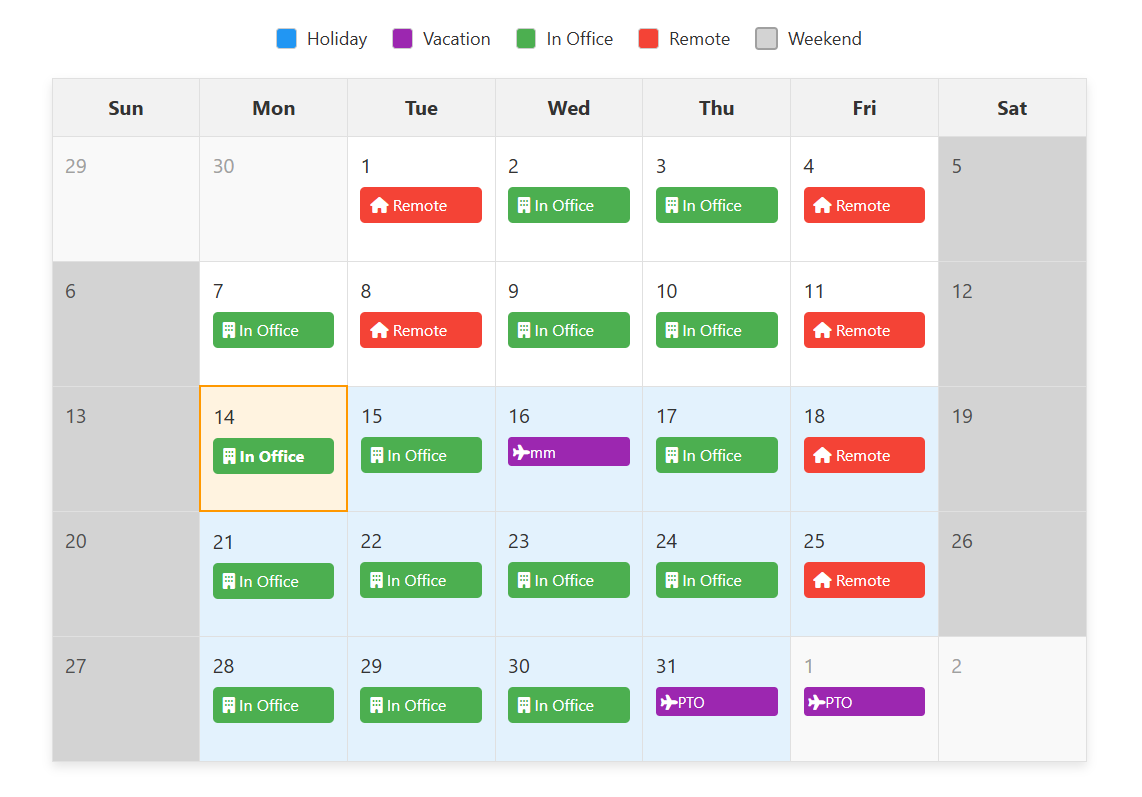 Holiday Vacation In Office Remote Weekend
Sun Mon Tue Wed Thu Fri Sat
29 30 1 2 3 4 5
Remote In Office In Office Remote
6 7 8 9 10 11 12
In Office Remote In Office In Office Remote
13 14 15 16 17 18 19
In Office In Office mm In Office Remote
20 21 22 23 24 25 26
In Office In Office In Office In Office Remote
27 28 29 30 31 1 2
In Office In Office In Office PTO PTO